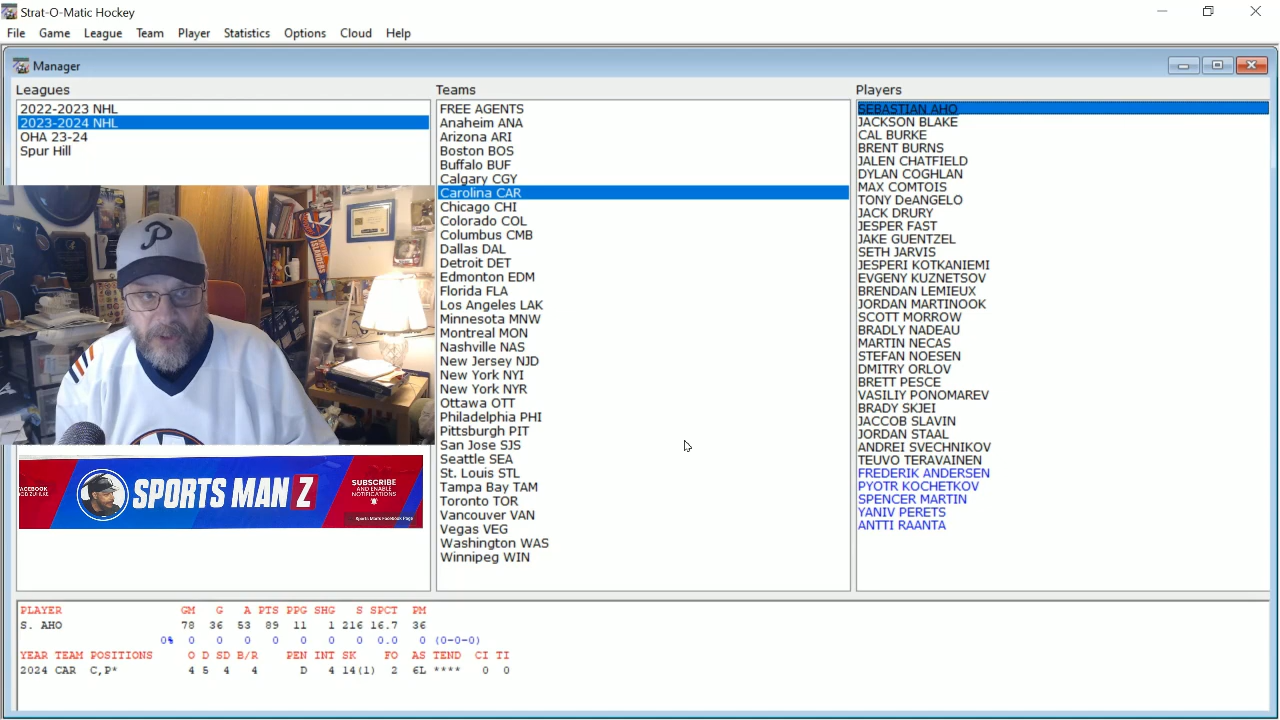 Strat-O-Matic Hockey
File Game League Team Player Statistics Options Cloud Help
Manager
Leagues
2022-2023 NHL
2023-2024 NHL
OHA 23-24
Spur Hill
Teams
FREE AGENTS
Anaheim ANA
Arizona ARI
Boston BOS
Buffalo BUF
Calgary CGY
Carolina CAR
Chicago CHI
Colorado COL
Columbus CMB
Dallas DAL
Detroit DET
Edmonton EDM
Florida FLA
Los Angeles LAK
Minnesota MNW
Montreal MON
Nashville NAS
New Jersey NJD
New York NYI
New York NYR
Ottawa OTT
Philadelphia PHI
Pittsburgh PIT
San Jose SJS
Seattle SEA
St. Louis STL
Tampa Bay TAM
Toronto TOR
Vancouver VAN
Vegas VEG
Washington WAS
Winnipeg WIN
Players
SEBASTIAN AHO
JACKSON BLAKE
CAL BURKE
BRENT BURNS
JALEN CHATFIELD
DYLAN COGHLAN
MAX COMTOIS
TONY DeANGELO
JACK DRURY
JESPER FAST
JAKE GUENTZEL
SETH JARVIS
JESPERI KOTKANIEMI
EVGENY KUZNETSOV
BRENDAN LEMIEUX
JORDAN MARTINOOK
SCOTT MORROW
BRADLY NADEAU
MARTIN NECAS
STEFAN NOESEN
DMITRY ORLOV
BRETT PESCE
VASILIY PONOMAREV
BRADY SKJEI
JACCOB SLAVIN
JORDAN STAAL
ANDREI SVECHNIKOV
TEUVO TERAVAINEN
FREDERIK ANDERSEN
PYOTR KOCHETKOV
SPENCER MARTIN
YANIV PERETS
ANTTI RAANTA
P
ISLANDERS
SPORTS MAN Z
SUBSCRIBE
AND ENABLE
NOTIFICATIONS
Sports Man's Facebook Page
PLAYER GM G A PTS PPG SHG S SPCT PM
S. AHO 78 36 53 89 11 1 216 16.7 36
0% 0 0 0 0 0 0 0 0.0 0 (0-0-0)
YEAR TEAM POSITIONS O D SD B/R PEN INT SK FO AS TEND CI TI
2024 CAR C,P* 4 5 4 4 D 4 14(1) 2 6L **** 0 0